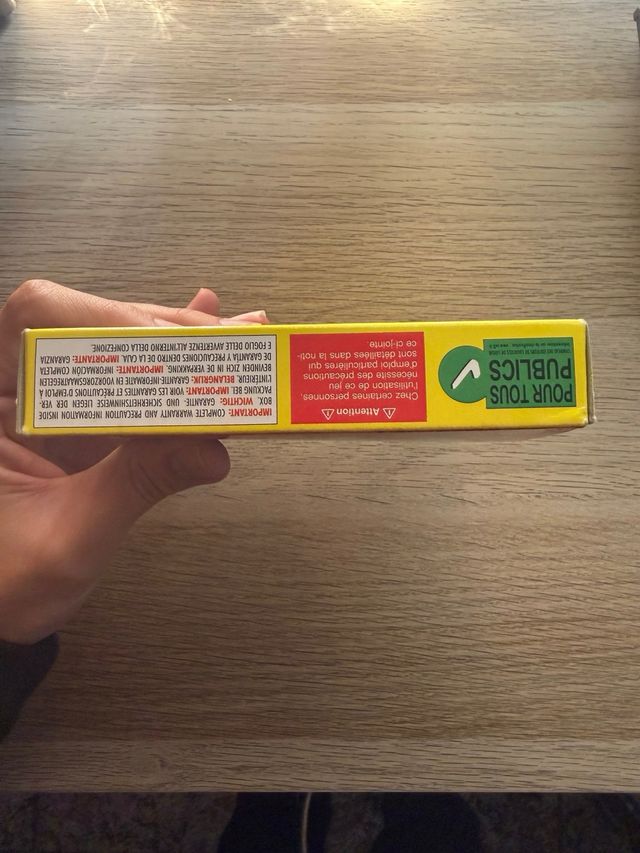 POUR TOUS
PUBLICS
⚠ Attention ⚠
Chez certaines personnes,
l'utilisation de ce jeu
nécessite des précautions
d'emploi particulières qui
sont détaillées dans la noti-
ce ci-jointe.
IMPORTANT: COMPLETE WARRANTY AND PRECAUTION INFORMATION INSIDE
BOX. WICHTIG: GARANTIE- UND SICHERHEITSHINWEISE LIEGEN DER VER-
PACKUNG BEI. IMPORTANT: VOIR LES GARANTIES ET PRÉCAUTIONS D'EMPLOI A
L'INTERIEUR. BELANGRIJK: GARANTIE-INFORMATIE EN VOORZORGSMAATREGELEN
BEVINDEN ZICH IN DE VERPAKKING. IMPORTANTE: INFORMACIÓN COMPLETA
DE GARANTÍA Y PRECAUCIONES DENTRO DE LA CAJA. IMPORTANTE: GARANZIA
E FOGLIO DELLE AVVERTENZE ALL'INTERNO DELLA CONFEZIONE.